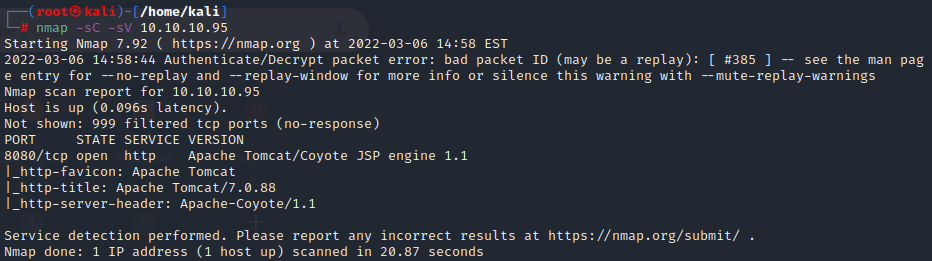 ┌──(root㉿kali)-[/home/kali]
└─# nmap -sC -sV 10.10.10.95
Starting Nmap 7.92 ( https://nmap.org ) at 2022-03-06 14:58 EST
2022-03-06 14:58:44 Authenticate/Decrypt packet error: bad packet ID (may be a replay): [ #385 ] -- see the man pag
e entry for --no-replay and --replay-window for more info or silence this warning with --mute-replay-warnings
Nmap scan report for 10.10.10.95
Host is up (0.096s latency).
Not shown: 999 filtered tcp ports (no-response)
PORT     STATE SERVICE VERSION
8080/tcp open  http    Apache Tomcat/Coyote JSP engine 1.1
|_http-favicon: Apache Tomcat
|_http-title: Apache Tomcat/7.0.88
|_http-server-header: Apache-Coyote/1.1

Service detection performed. Please report any incorrect results at https://nmap.org/submit/ .
Nmap done: 1 IP address (1 host up) scanned in 20.87 seconds